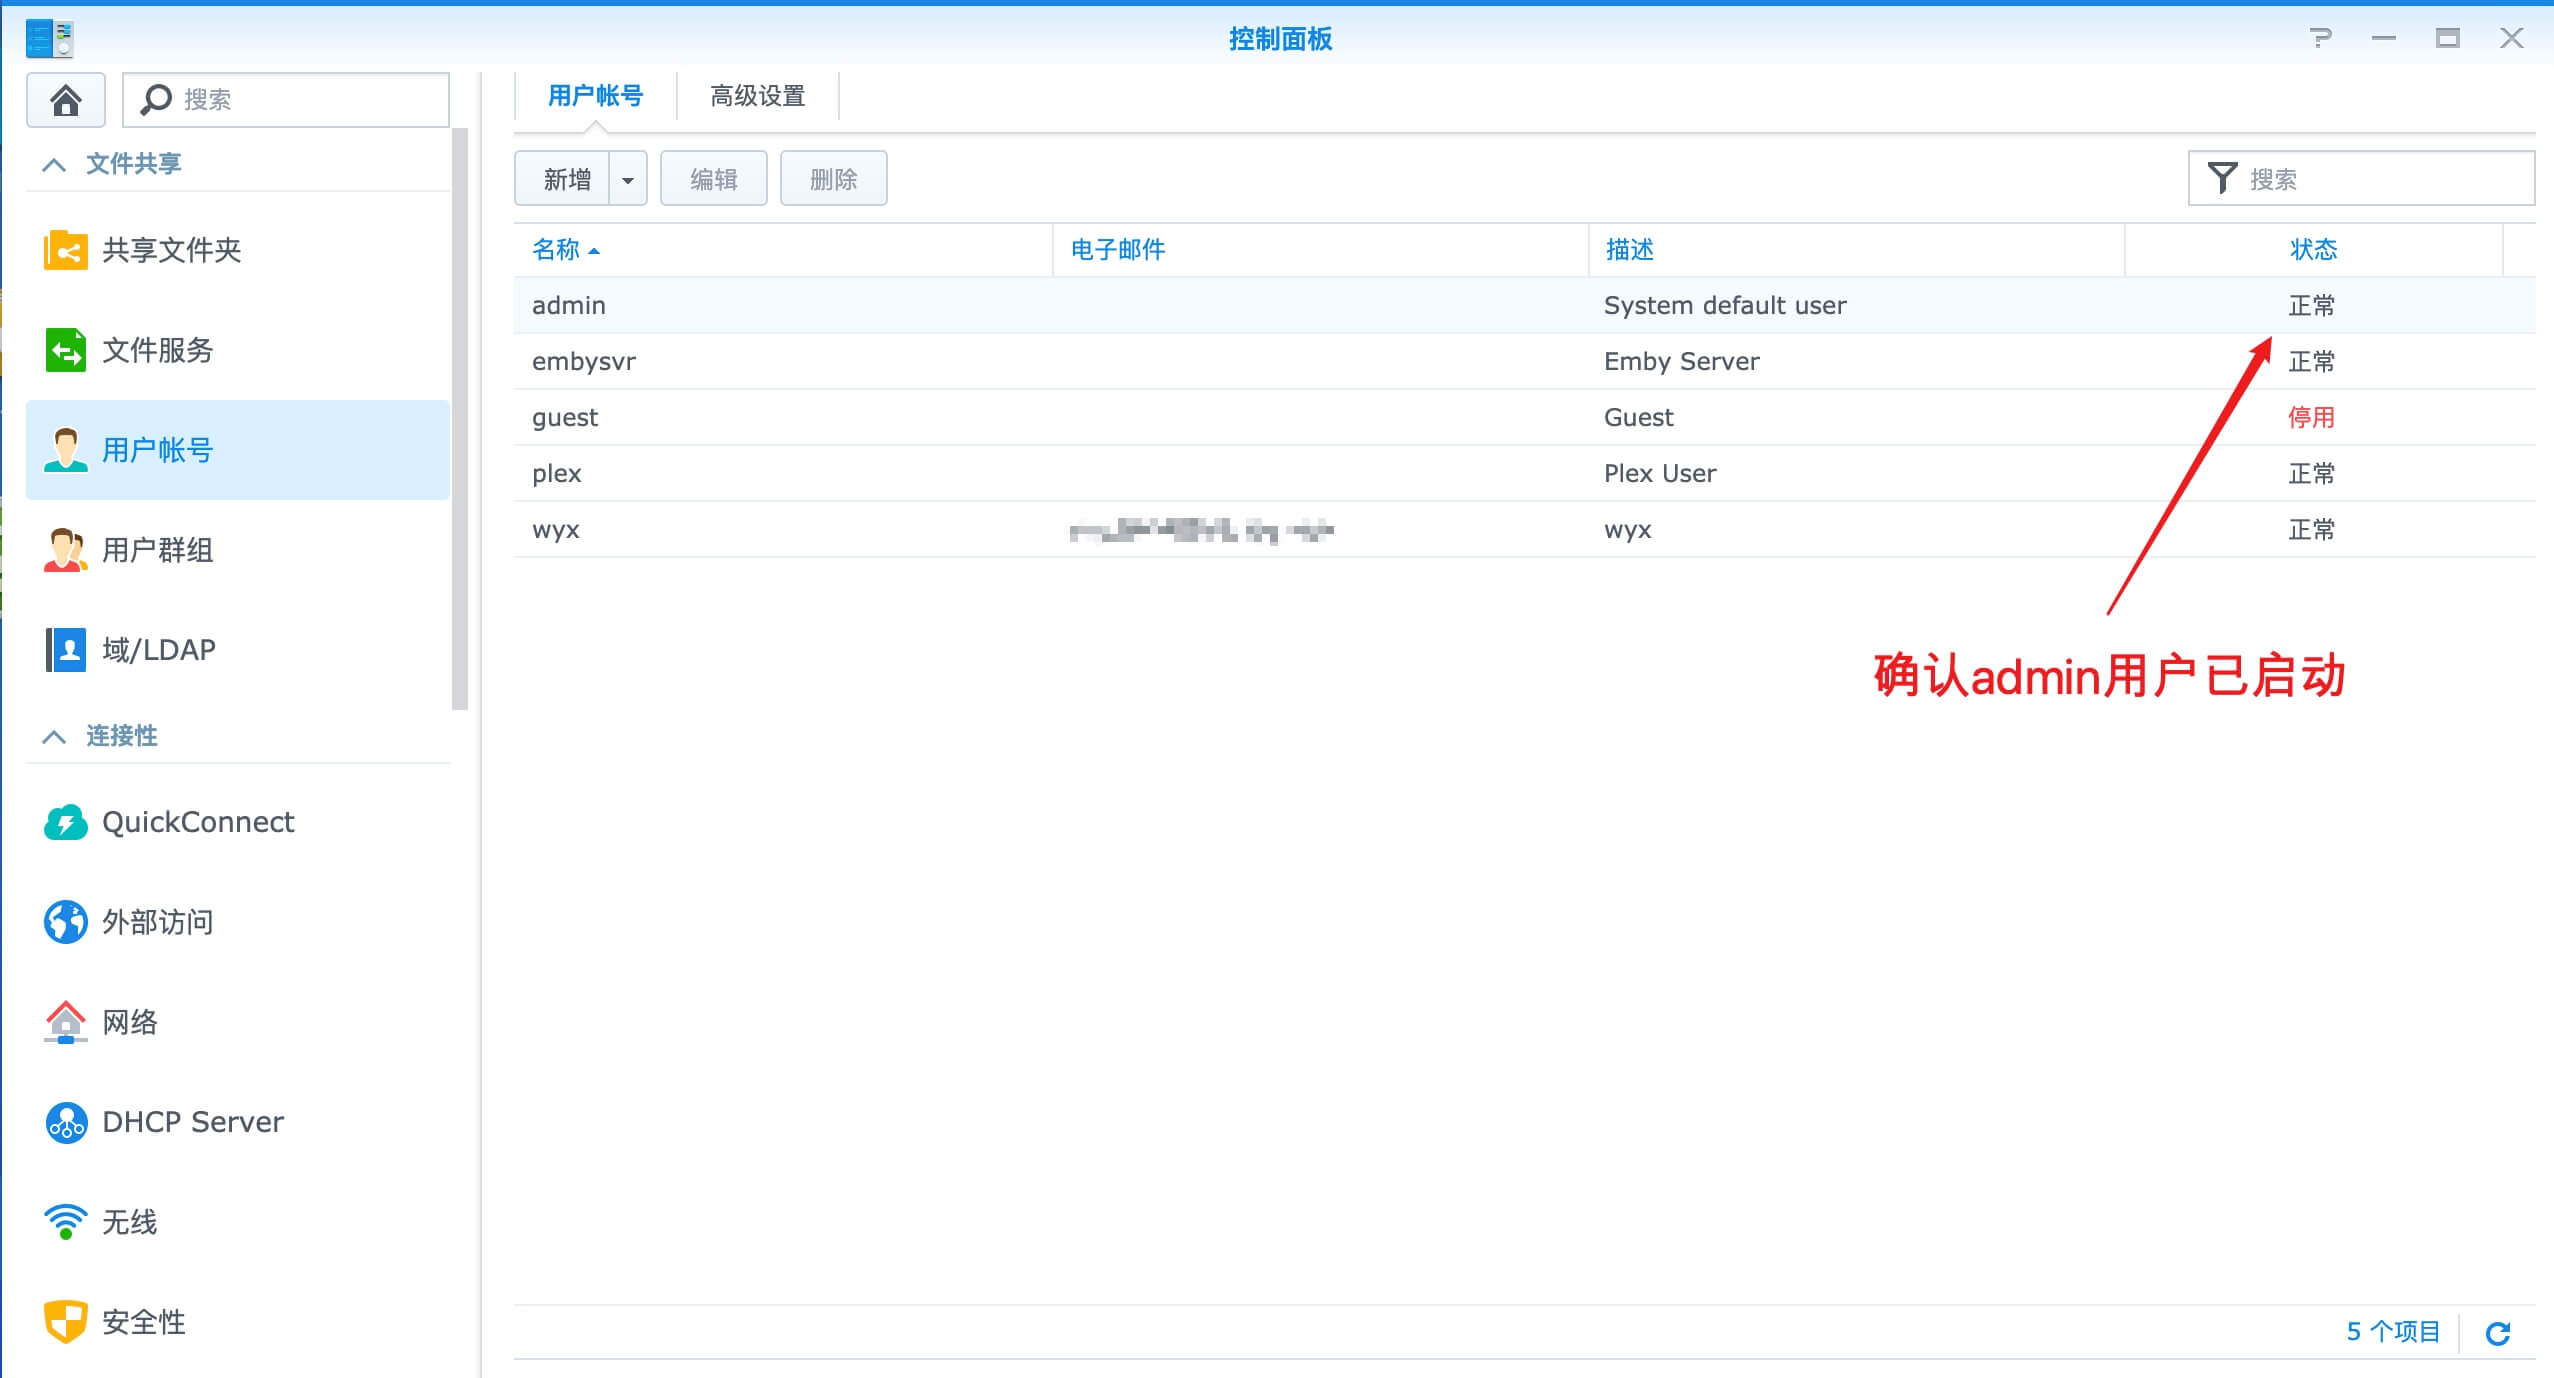 控制面板
搜索
文件共享
共享文件夹
文件服务
用户帐号
用户群组
域/LDAP
连接性
QuickConnect
外部访问
网络
DHCP Server
无线
安全性
用户帐号 高级设置
新增 编辑 删除 搜索
名称 电子邮件 描述 状态
admin System default user 正常
embysvr Emby Server 正常
guest Guest 停用
plex Plex User 正常
wyx wyx 正常
确认admin用户已启动
5 个项目